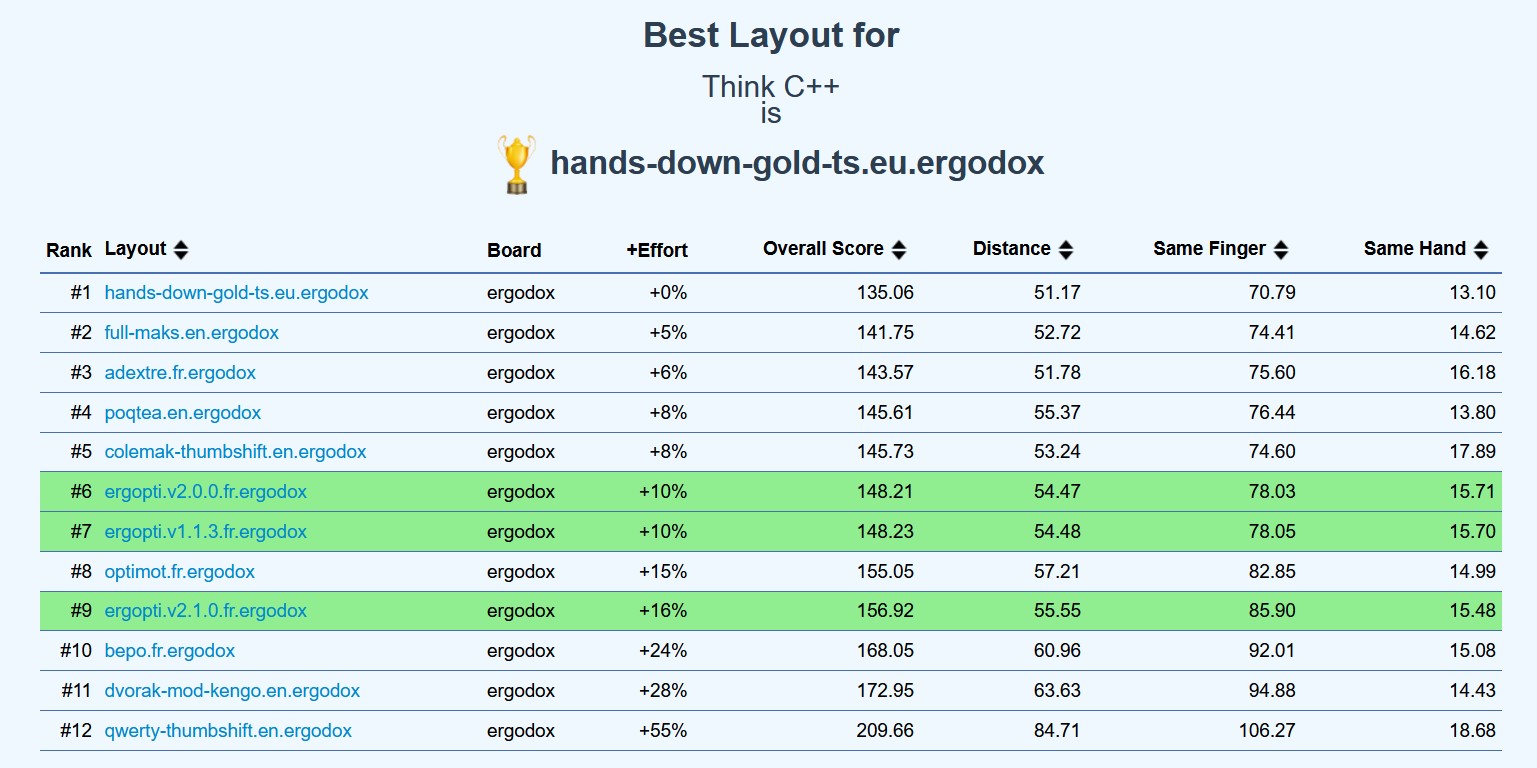 Best Layout for
Think C++
is
hands-down-gold-ts.eu.ergodox
Rank Layout Board +Effort Overall Score Distance Same Finger Same Hand
#1 hands-down-gold-ts.eu.ergodox ergodox +0% 135.06 51.17 70.79 13.10
#2 full-maks.en.ergodox ergodox +5% 141.75 52.72 74.41 14.62
#3 adextre.fr.ergodox ergodox +6% 143.57 51.78 75.60 16.18
#4 poqtea.en.ergodox ergodox +8% 145.61 55.37 76.44 13.80
#5 colemak-thumbshift.en.ergodox ergodox +8% 145.73 53.24 74.60 17.89
#6 ergopti.v2.0.0.fr.ergodox ergodox +10% 148.21 54.47 78.03 15.71
#7 ergopti.v1.1.3.fr.ergodox ergodox +10% 148.23 54.48 78.05 15.70
#8 optimot.fr.ergodox ergodox +15% 155.05 57.21 82.85 14.99
#9 ergopti.v2.1.0.fr.ergodox ergodox +16% 156.92 55.55 85.90 15.48
#10 bepo.fr.ergodox ergodox +24% 168.05 60.96 92.01 15.08
#11 dvorak-mod-kengo.en.ergodox ergodox +28% 172.95 63.63 94.88 14.43
#12 qwerty-thumbshift.en.ergodox ergodox +55% 209.66 84.71 106.27 18.68